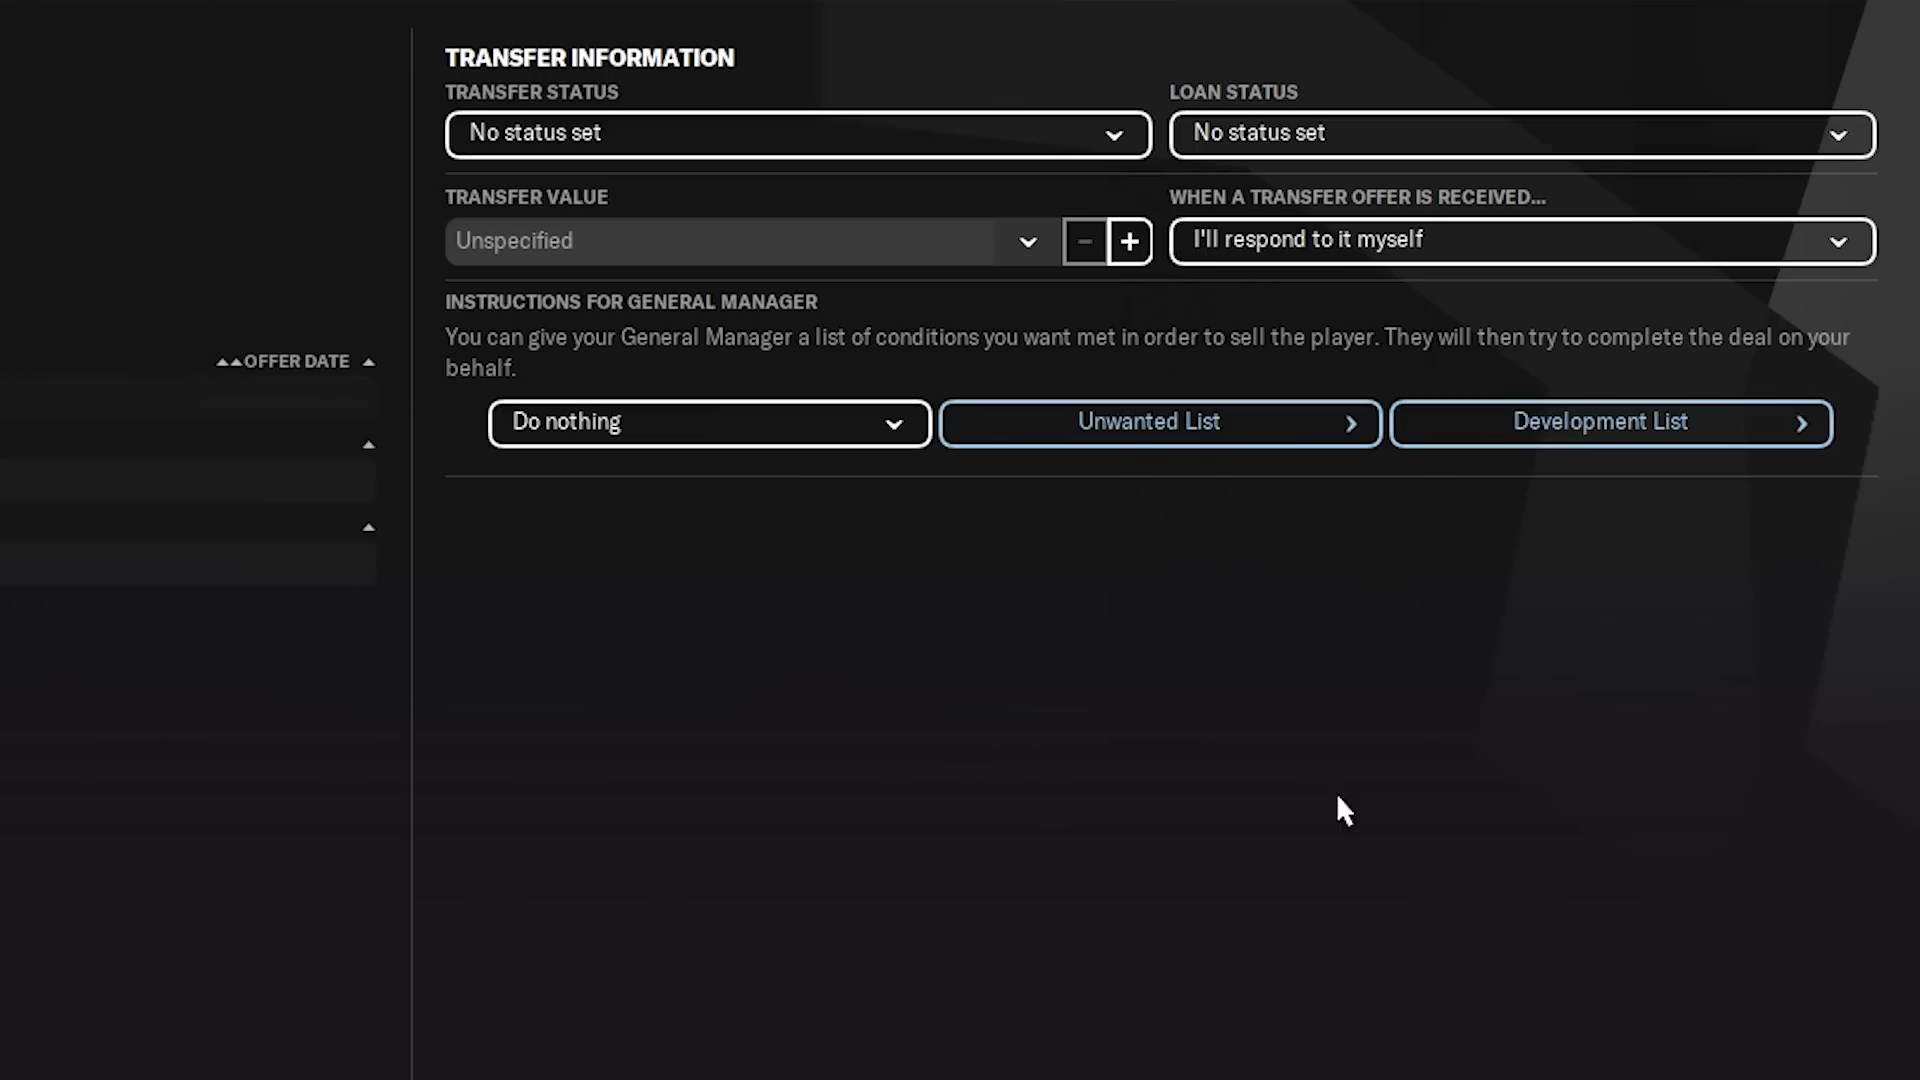 TRANSFER INFORMATION
TRANSFER STATUS
LOAN STATUS
No status set
No status set
TRANSFER VALUE
WHEN A TRANSFER OFFER IS RECEIVED...
Unspecified
I'll respond to it myself
INSTRUCTIONS FOR GENERAL MANAGER
You can give your General Manager a list of conditions you want met in order to sell the player. They will then try to complete the deal on your
behalf.
OFFER DATE
Do nothing
Unwanted List
Development List